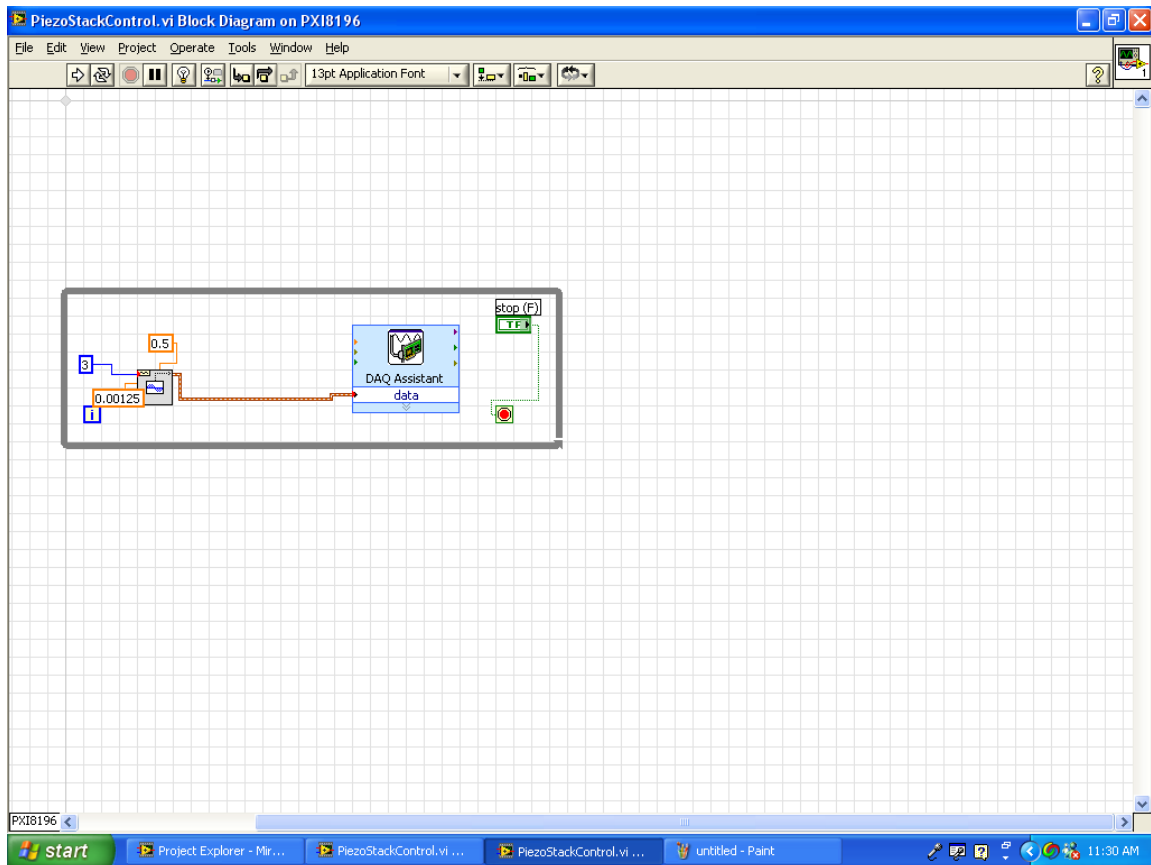 PiezoStackControl.vi Block Diagram on PXI8196
File Edit View Project Operate Tools Window Help
13pt Application Font
1
stop (F)
TF
0.5
3
DAQ Assistant
0.00125
data
i
PXI8196
start
Project Explorer - Mir...
PiezoStackControl.vi ...
PiezoStackControl.vi ...
untitled - Paint
11:30 AM